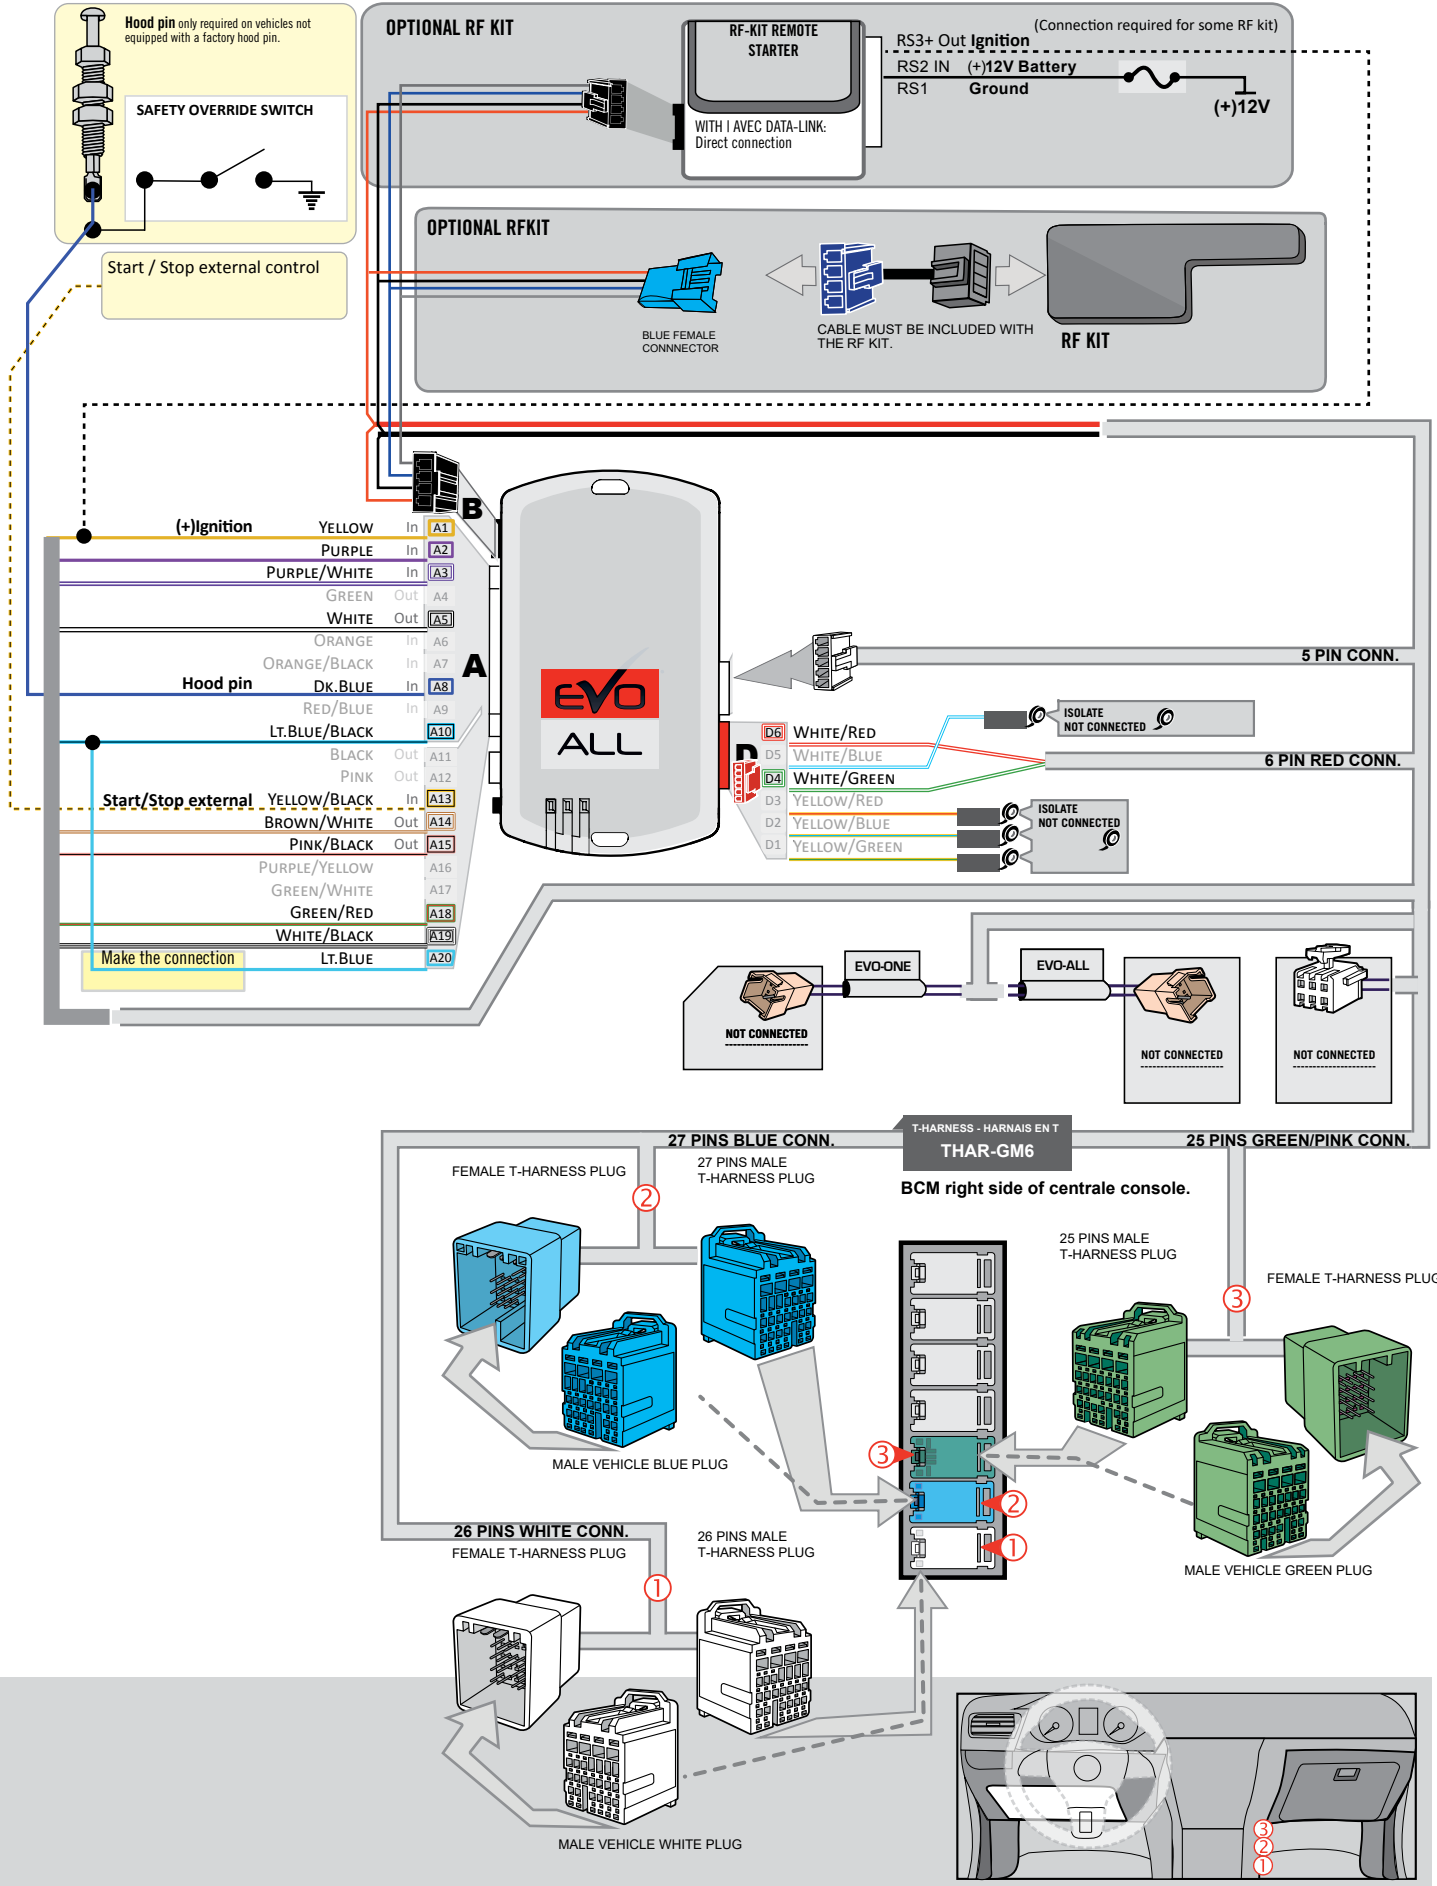 Hood pin only required on vehicles not
equipped with a factory hood pin.
SAFETY OVERRIDE SWITCH
Start / Stop external control
OPTIONAL RF KIT
RF-KIT REMOTE
STARTER
WITH | AVEC DATA-LINK:
Direct connection
(Connection required for some RF kit)
RS3+ Out Ignition
RS2 IN (+)12V Battery
RS1 Ground
(+)12V
OPTIONAL RFKIT
BLUE FEMALE
CONNNECTOR
CABLE MUST BE INCLUDED WITH
THE RF KIT.
RF KIT
B
A
D
(+)Ignition YELLOW In A1
PURPLE In A2
PURPLE/WHITE In A3
GREEN Out A4
WHITE Out A5
ORANGE In A6
ORANGE/BLACK In A7
Hood pin DK.BLUE In A8
RED/BLUE In A9
LT.BLUE/BLACK A10
BLACK Out A11
PINK Out A12
Start/Stop external YELLOW/BLACK In A13
BROWN/WHITE Out A14
PINK/BLACK Out A15
PURPLE/YELLOW A16
GREEN/WHITE A17
GREEN/RED A18
WHITE/BLACK A19
Make the connection LT.BLUE A20
EVO
ALL
5 PIN CONN.
D6 WHITE/RED
D5 WHITE/BLUE
D4 WHITE/GREEN
D3 YELLOW/RED
D2 YELLOW/BLUE
D1 YELLOW/GREEN
ISOLATE
NOT CONNECTED
6 PIN RED CONN.
ISOLATE
NOT CONNECTED
EVO-ONE
EVO-ALL
NOT CONNECTED
NOT CONNECTED
NOT CONNECTED
T-HARNESS - HARNAIS EN T
THAR-GM6
27 PINS BLUE CONN.
25 PINS GREEN/PINK CONN.
BCM right side of centrale console.
FEMALE T-HARNESS PLUG
27 PINS MALE
T-HARNESS PLUG
2
MALE VEHICLE BLUE PLUG
25 PINS MALE
T-HARNESS PLUG
FEMALE T-HARNESS PLUG
3
MALE VEHICLE GREEN PLUG
3
2
1
26 PINS WHITE CONN.
FEMALE T-HARNESS PLUG
26 PINS MALE
T-HARNESS PLUG
1
MALE VEHICLE WHITE PLUG
3
2
1